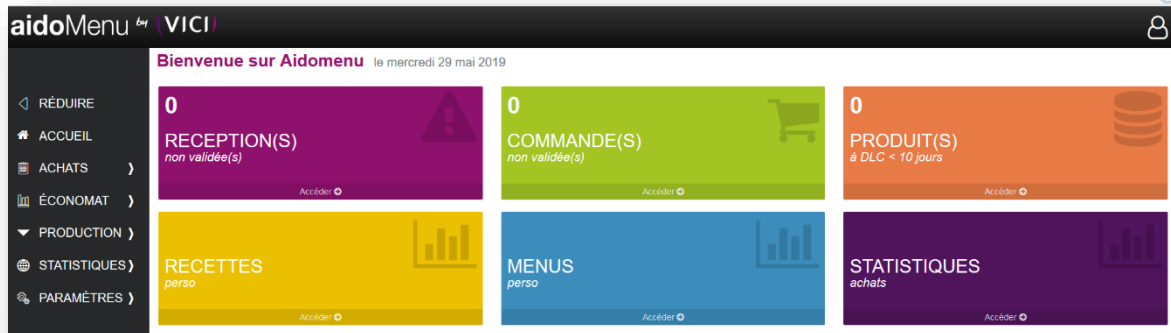 aidoMenu by (VICI)
Bienvenue sur Aidomenu le mercredi 29 mai 2019
RÉDUIRE
ACCUEIL
ACHATS
ÉCONOMAT
PRODUCTION
STATISTIQUES
PARAMÈTRES
0
RECEPTION(S)
non validée(s)
Accéder
0
COMMANDE(S)
non validée(s)
Accéder
0
PRODUIT(S)
à DLC < 10 jours
Accéder
RECETTES
perso
Accéder
MENUS
perso
Accéder
STATISTIQUES
achats
Accéder